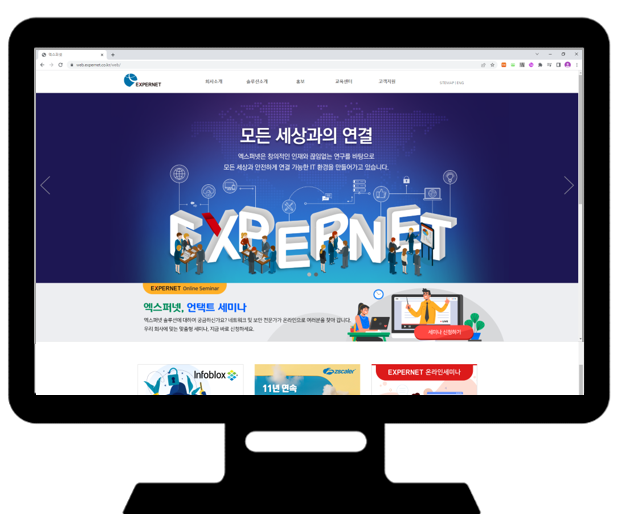 엑스퍼넷
web.expernet.co.kr/web/
EXPERNET
회사소개 솔루션소개 홍보 교육센터 고객지원
모든 세상과의 연결
엑스퍼넷은 창의적인 인재와 끊임없는 연구를 바탕으로
모든 세상과 안전하게 연결 가능한 IT 환경을 만들어가고 있습니다.
EXPERNET
EXPERNET Online Seminar
엑스퍼넷, 언택트 세미나
엑스퍼넷 솔루션에 대하여 궁금하신가요? 네트워크 및 보안 전문가가 온라인으로 여러분을 찾아 갑니다.
우리 회사에 맞는 맞춤형 세미나, 지금 바로 신청하세요.
세미나 신청하기
Infoblox
zscaler
11년 연속
EXPERNET 온라인세미나